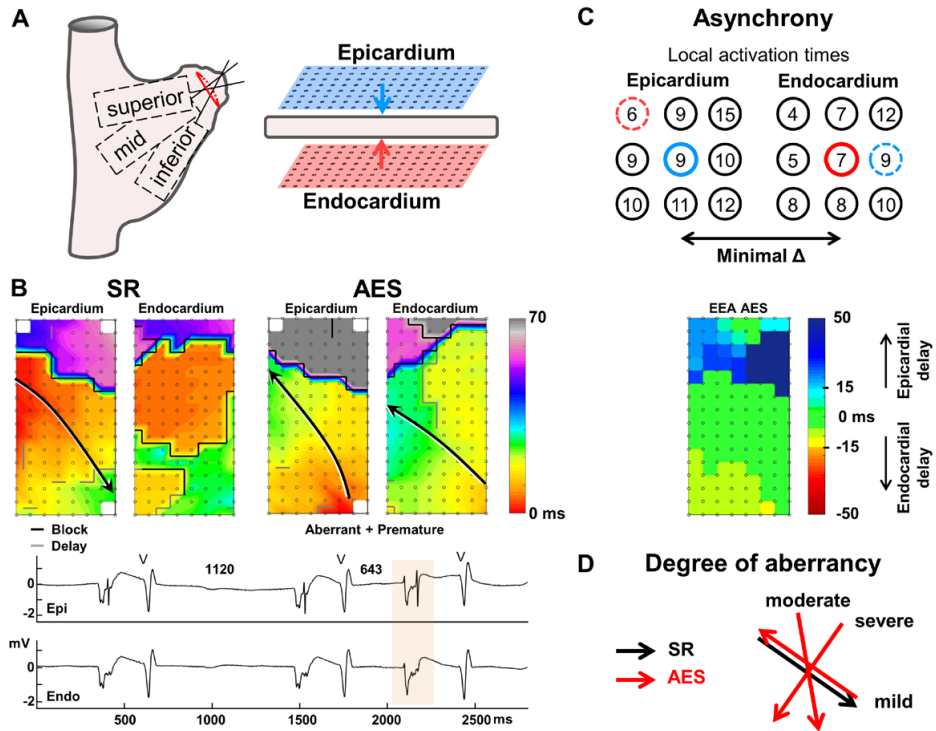 A
superior
mid
inferior
Epicardium
Endocardium
C
Asynchrony
Local activation times
Epicardium
Endocardium
6 9 15
4 7 12
9 9 10
5 7 9
10 11 12
8 8 10
Minimal Δ
B
SR
AES
Epicardium
Endocardium
Epicardium
Endocardium
70
0 ms
Block
Delay
Aberrant + Premature
EEA AES
50
15
0 ms
-15
-50
Epicardial
delay
Endocardial
delay
V
V
V
1120
643
0
-2
Epi
mV
0
-2
Endo
500
1000
1500
2000
2500 ms
D
Degree of aberrancy
moderate
severe
SR
AES
mild